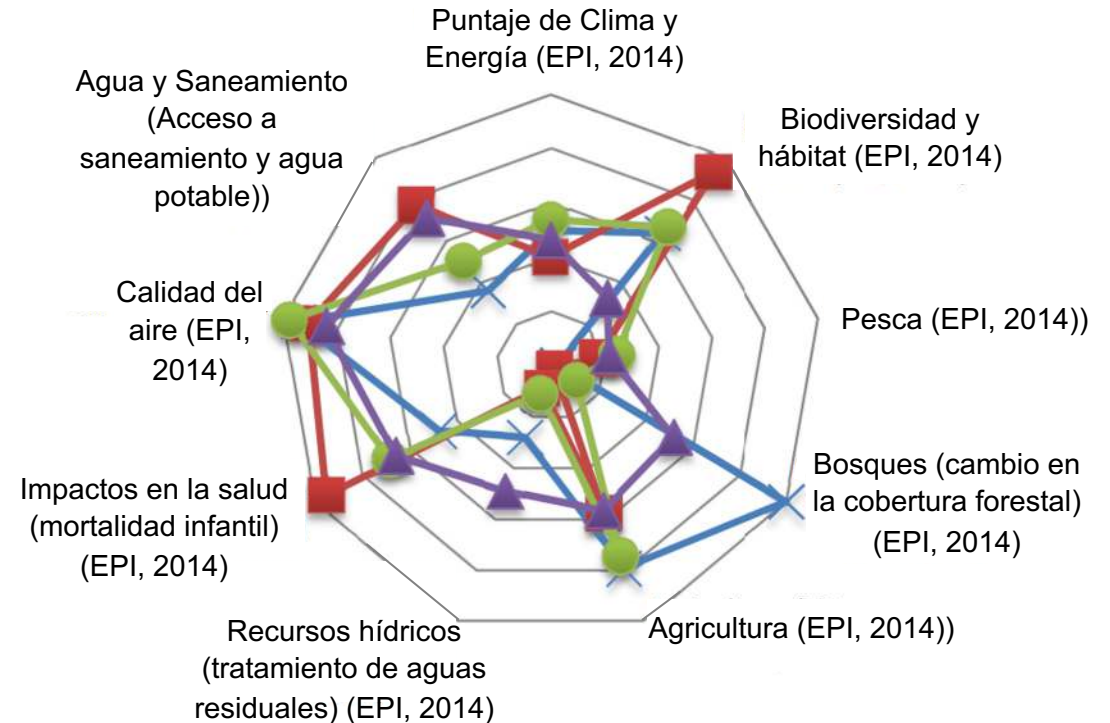 Puntaje de Clima y
Energía (EPI, 2014)
Biodiversidad y
hábitat (EPI, 2014)
Pesca (EPI, 2014))
Bosques (cambio en
la cobertura forestal)
(EPI, 2014)
Agricultura (EPI, 2014))
Recursos hídricos
(tratamiento de aguas
residuales) (EPI, 2014)
Impactos en la salud
(mortalidad infantil)
(EPI, 2014)
Calidad del
aire (EPI,
2014)
Agua y Saneamiento
(Acceso a
saneamiento y agua
potable))